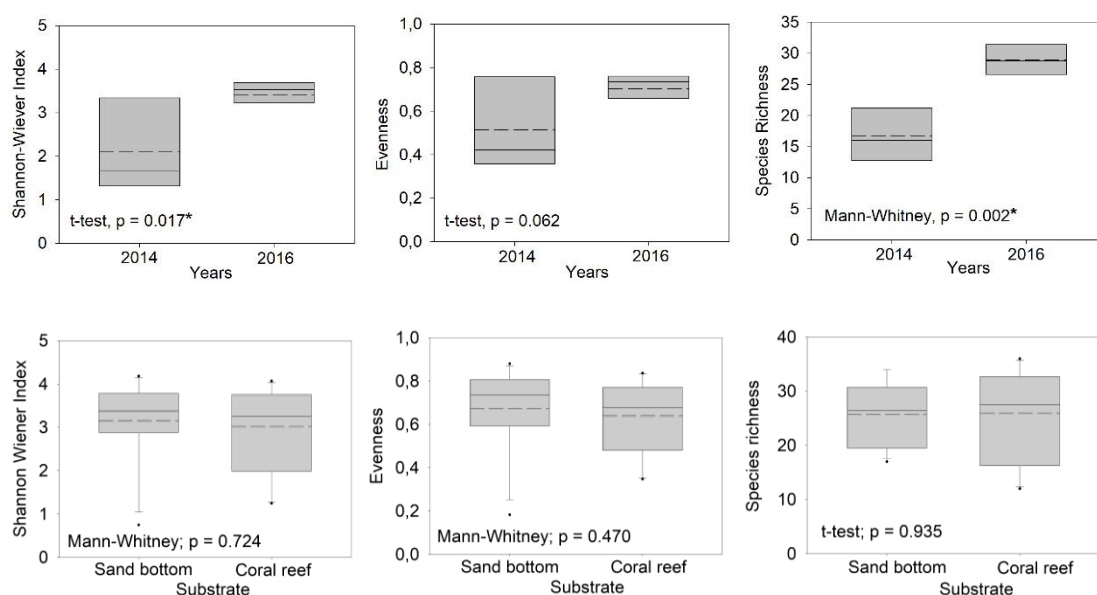 Shannon-Wiever Index
5
4
3
2
1
0
t-test, p = 0.017*
2014 2016
Years
Evenness
1,0
0,8
0,6
0,4
0,2
0,0
t-test, p = 0.062
2014 2016
Years
Species Richness
35
30
25
20
15
10
5
0
Mann-Whitney, p = 0.002*
2014 2016
Years
Shannon Wiener Index
5
4
3
2
1
0
Mann-Whitney; p = 0.724
Sand bottom Coral reef
Substrate
Evenness
1,0
0,8
0,6
0,4
0,2
0,0
Mann-Whitney; p = 0.470
Sand bottom Coral reef
Substrate
Species richness
40
30
20
10
0
t-test; p = 0.935
Sand bottom Coral reef
Substrate